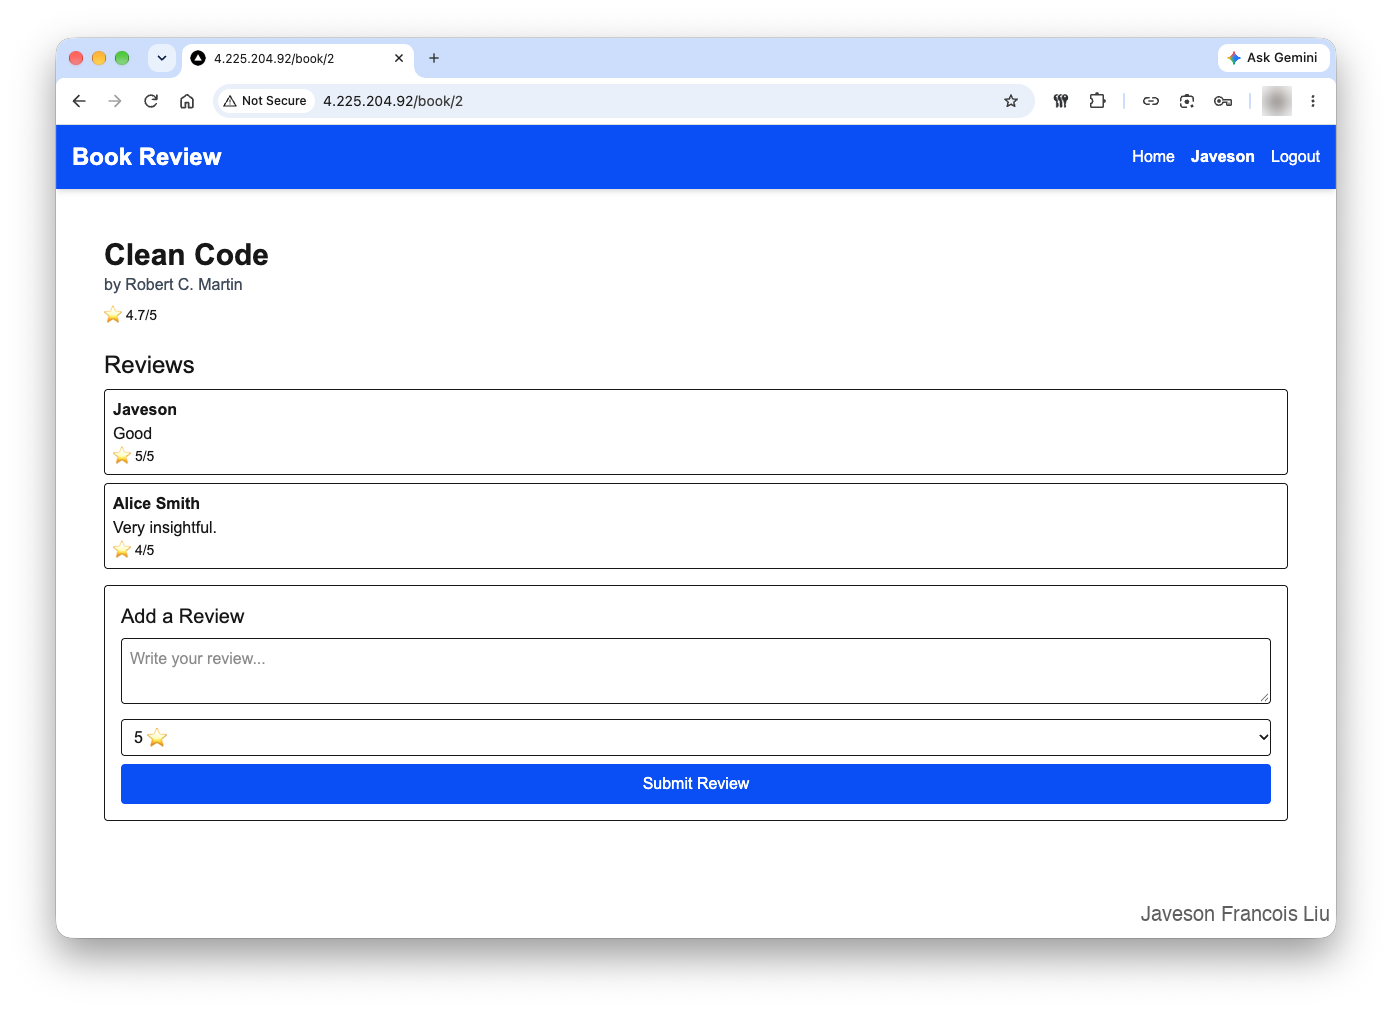 4.225.204.92/book/2
Ask Gemini
Not Secure 4.225.204.92/book/2
Book Review Home Javeson Logout
Clean Code
by Robert C. Martin
⭐ 4.7/5
Reviews
Javeson
Good
⭐ 5/5
Alice Smith
Very insightful.
⭐ 4/5
Add a Review
Write your review...
5 ⭐
Submit Review
Javeson Francois Liu